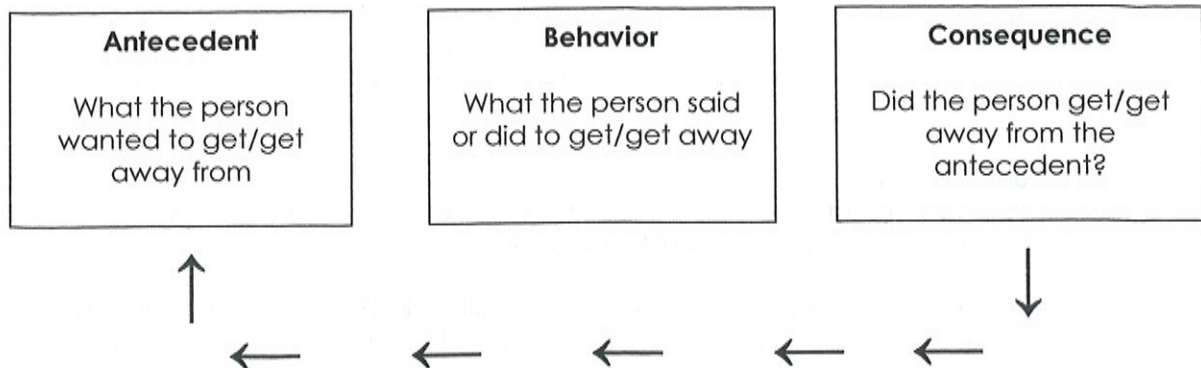 Antecedent
What the person
wanted to get/get
away from
Behavior
What the person said
or did to get/get away
Consequence
Did the person get/get
away from the
antecedent?